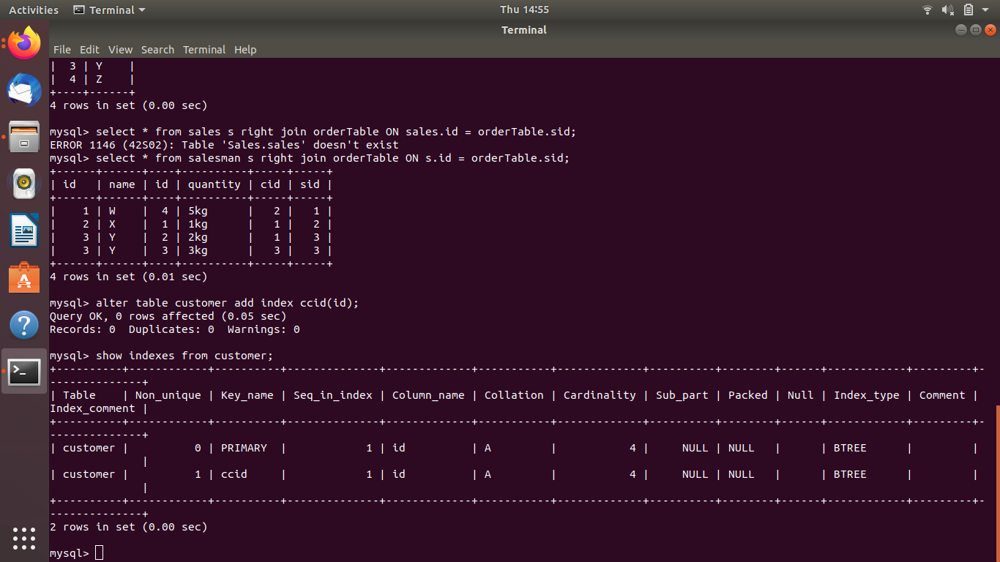 Activities Terminal Thu 14:55
Terminal
File Edit View Search Terminal Help
|  3 | Y    |
|  4 | Z    |
+----+------+
4 rows in set (0.00 sec)
mysql> select * from sales s right join orderTable ON sales.id = orderTable.sid;
ERROR 1146 (42S02): Table 'Sales.sales' doesn't exist
mysql> select * from salesman s right join orderTable ON s.id = orderTable.sid;
+------+------+----+----------+-----+-----+
| id   | name | id | quantity | cid | sid |
+------+------+----+----------+-----+-----+
|    1 | W    |  4 | 5kg      |   2 |   1 |
|    2 | X    |  1 | 1kg      |   1 |   2 |
|    3 | Y    |  2 | 2kg      |   1 |   3 |
|    3 | Y    |  3 | 3kg      |   3 |   3 |
+------+------+----+----------+-----+-----+
4 rows in set (0.01 sec)
mysql> alter table customer add index ccid(id);
Query OK, 0 rows affected (0.05 sec)
Records: 0  Duplicates: 0  Warnings: 0
mysql> show indexes from customer;
+----------+------------+----------+--------------+-------------+-----------+-------------+----------+--------+------+------------+---------+-
--------------+
| Table    | Non_unique | Key_name | Seq_in_index | Column_name | Collation | Cardinality | Sub_part | Packed | Null | Index_type | Comment |
Index_comment |
+----------+------------+----------+--------------+-------------+-----------+-------------+----------+--------+------+------------+---------+-
--------------+
| customer |          0 | PRIMARY  |            1 | id          | A         |           4 |     NULL | NULL   |      | BTREE      |         |
              |
| customer |          1 | ccid     |            1 | id          | A         |           4 |     NULL | NULL   |      | BTREE      |         |
              |
+----------+------------+----------+--------------+-------------+-----------+-------------+----------+--------+------+------------+---------+-
--------------+
2 rows in set (0.00 sec)
mysql>